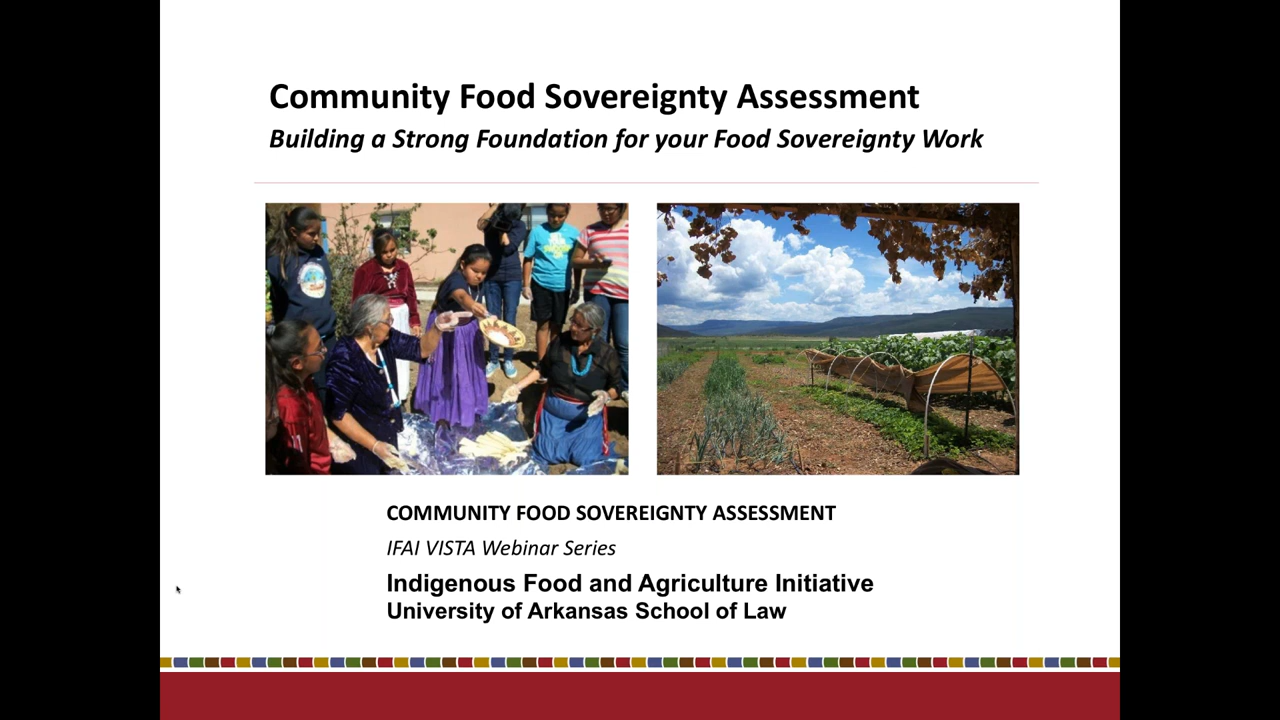 Community Food Sovereignty Assessment
Building a Strong Foundation for your Food Sovereignty Work
COMMUNITY FOOD SOVEREIGNTY ASSESSMENT
IFAI VISTA Webinar Series
Indigenous Food and Agriculture Initiative
University of Arkansas School of Law